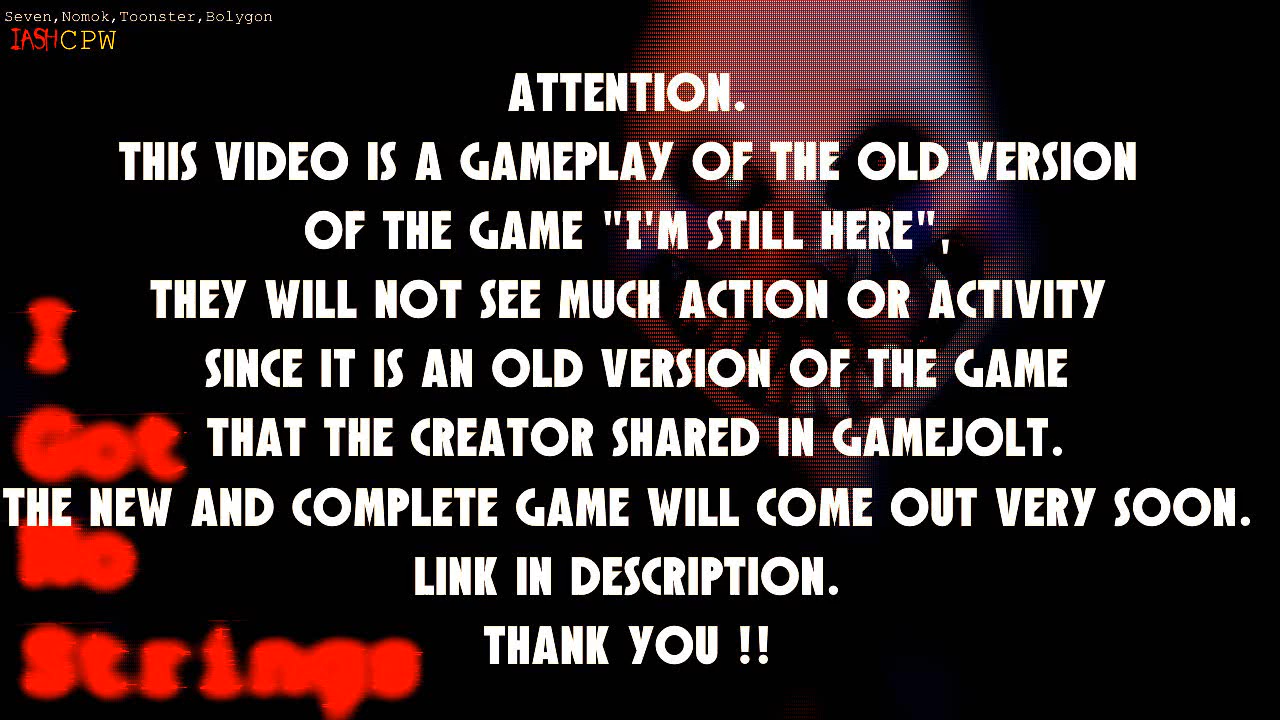 Seven,Nomok,Toonster,Bolygon
IASHCPW
ATTENTION.
THIS VIDEO IS A GAMEPLAY OF THE OLD VERSION
OF THE GAME "I'M STILL HERE",
THEY WILL NOT SEE MUCH ACTION OR ACTIVITY
SINCE IT IS AN OLD VERSION OF THE GAME
THAT THE CREATOR SHARED IN GAMEJOLT.
THE NEW AND COMPLETE GAME WILL COME OUT VERY SOON.
LINK IN DESCRIPTION.
THANK YOU !!
I
Got
No
Strings